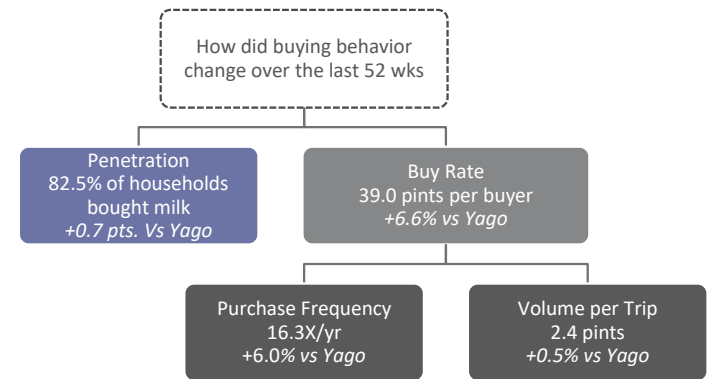 How did buying behavior
change over the last 52 wks
Penetration
82.5% of households
bought milk
+0.7 pts. Vs Yago
Buy Rate
39.0 pints per buyer
+6.6% vs Yago
Purchase Frequency
16.3X/yr
+6.0% vs Yago
Volume per Trip
2.4 pints
+0.5% vs Yago